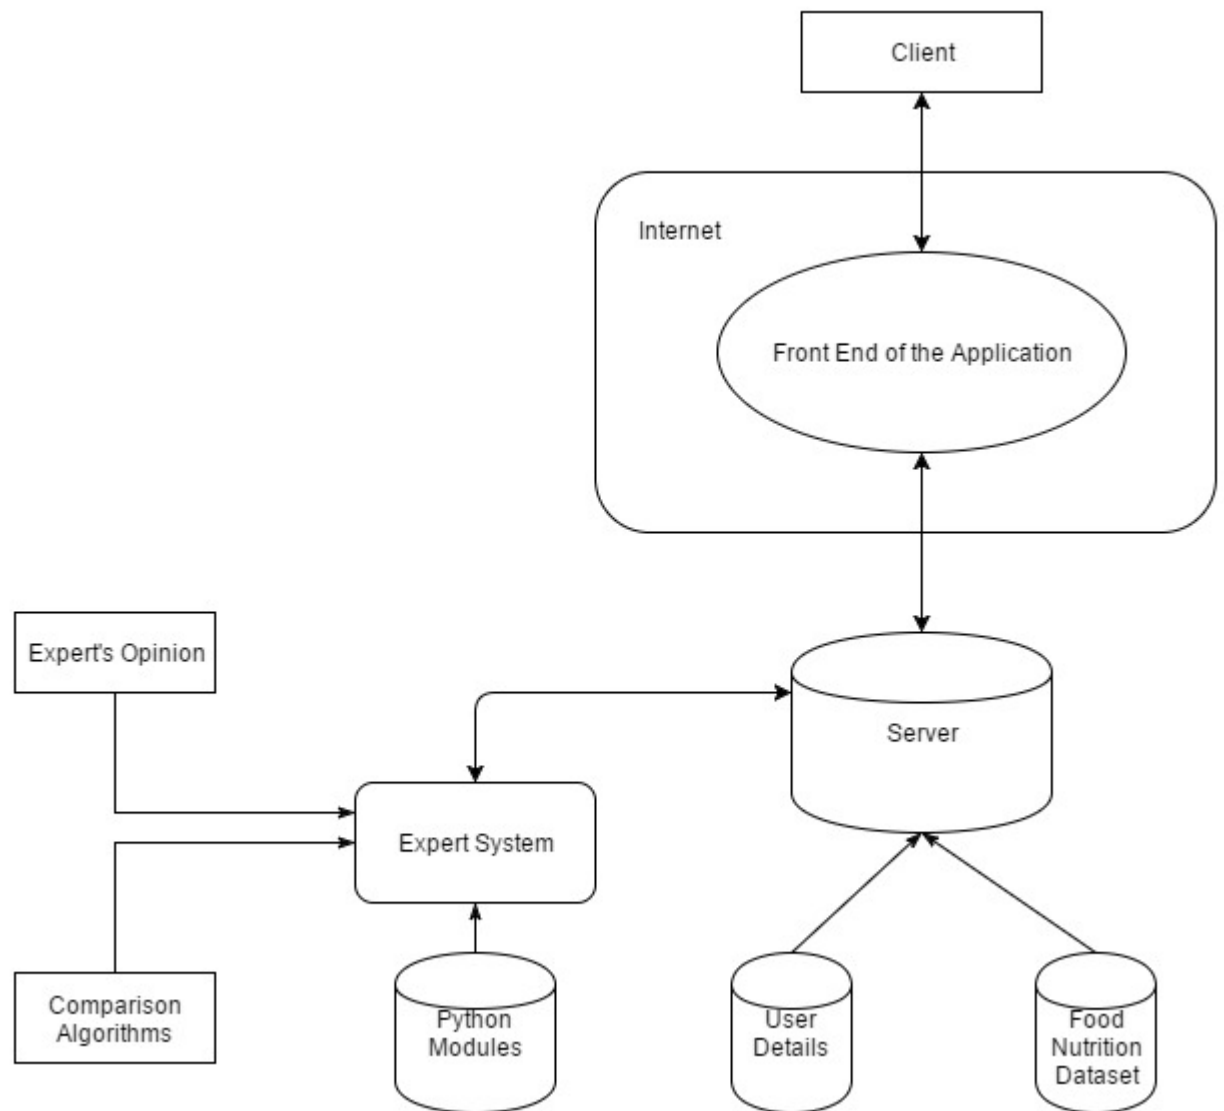 Client
Internet
Front End of the Application
Expert's Opinion
Server
Expert System
Comparison
Algorithms
Python
Modules
User
Details
Food
Nutrition
Dataset